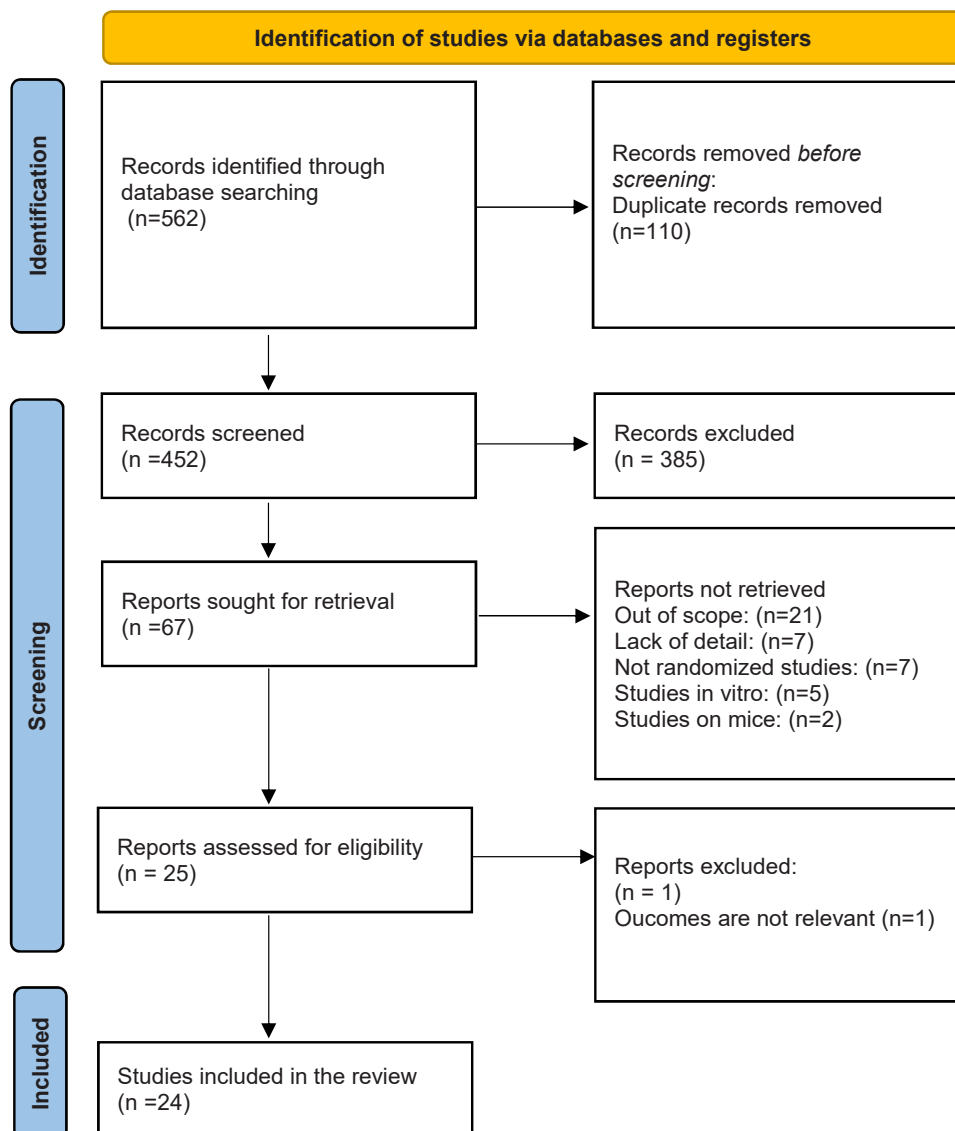 Identification of studies via databases and registers
Identification
Records identified through
database searching
(n=562)
Records removed before
screening:
Duplicate records removed
(n=110)
Screening
Records screened
(n =452)
Records excluded
(n = 385)
Reports sought for retrieval
(n =67)
Reports not retrieved
Out of scope: (n=21)
Lack of detail: (n=7)
Not randomized studies: (n=7)
Studies in vitro: (n=5)
Studies on mice: (n=2)
Reports assessed for eligibility
(n = 25)
Reports excluded:
(n = 1)
Oucomes are not relevant (n=1)
Included
Studies included in the review
(n =24)